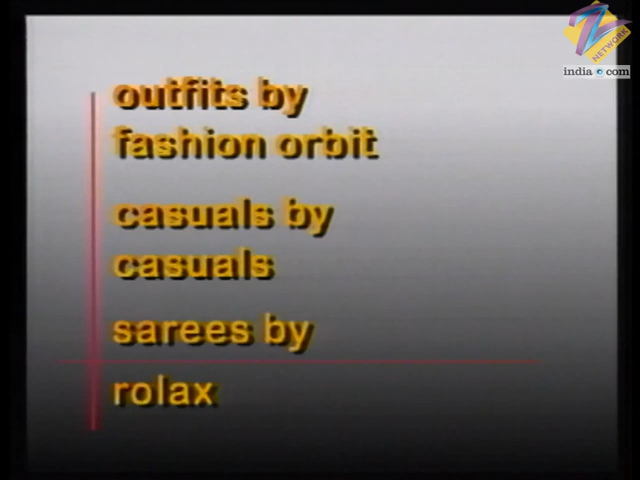 outfits by
fashion orbit
casuals by
casuals
sarees by
rolax
Z
NETWORK
india.com